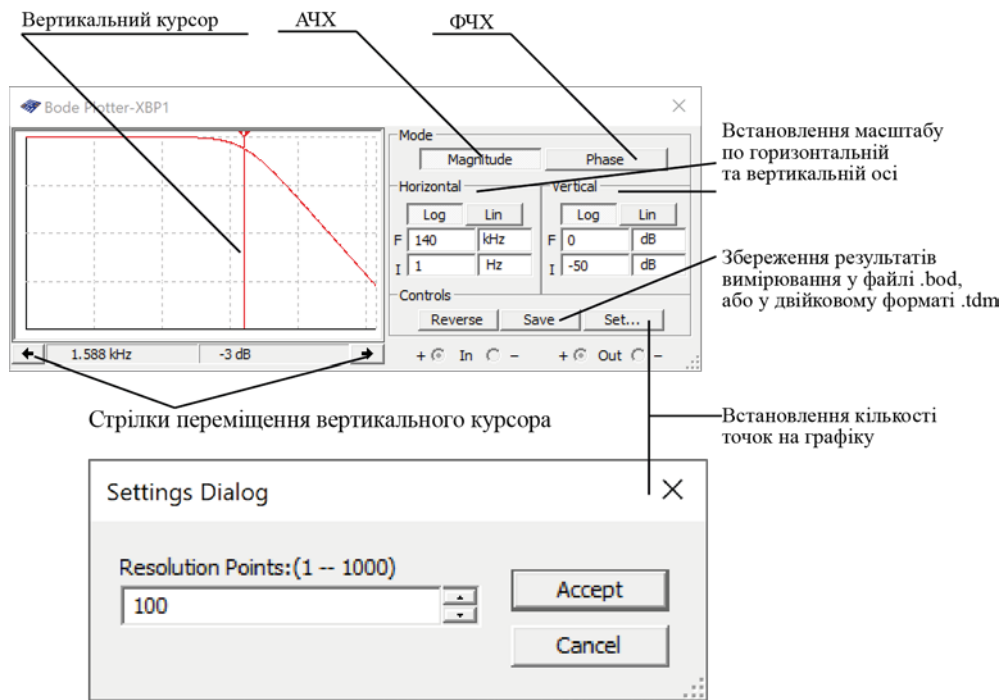 Вертикальний курсор
АЧХ
ФЧХ
Bode Plotter-XBP1
Mode
Magnitude
Phase
Horizontal
Vertical
Log
Lin
Log
Lin
F
140
kHz
F
0
dB
I
1
Hz
I
-50
dB
Controls
Reverse
Save
Set...
1.588 kHz
-3 dB
+ In -
+ Out -
Встановлення масштабу
по горизонтальній
та вертикальній осі
Збереження результатів
вимірювання у файлі .bod,
або у двійковому форматі .tdm
Стрілки переміщення вертикального курсора
Встановлення кількості
точок на графіку
Settings Dialog
Resolution Points:(1 -- 1000)
100
Accept
Cancel